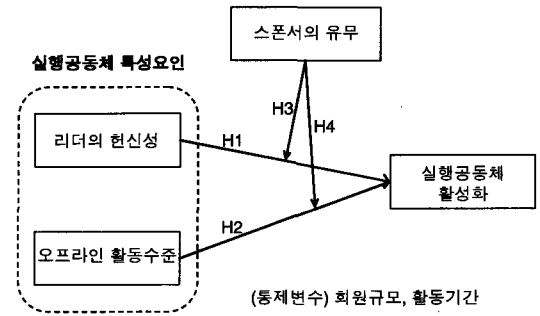 스폰서의 유무
실행공동체 특성요인
H3
H4
리더의 헌신성
H1
실행공동체
활성화
H2
오프라인 활동수준
(통제변수) 회원규모, 활동기간